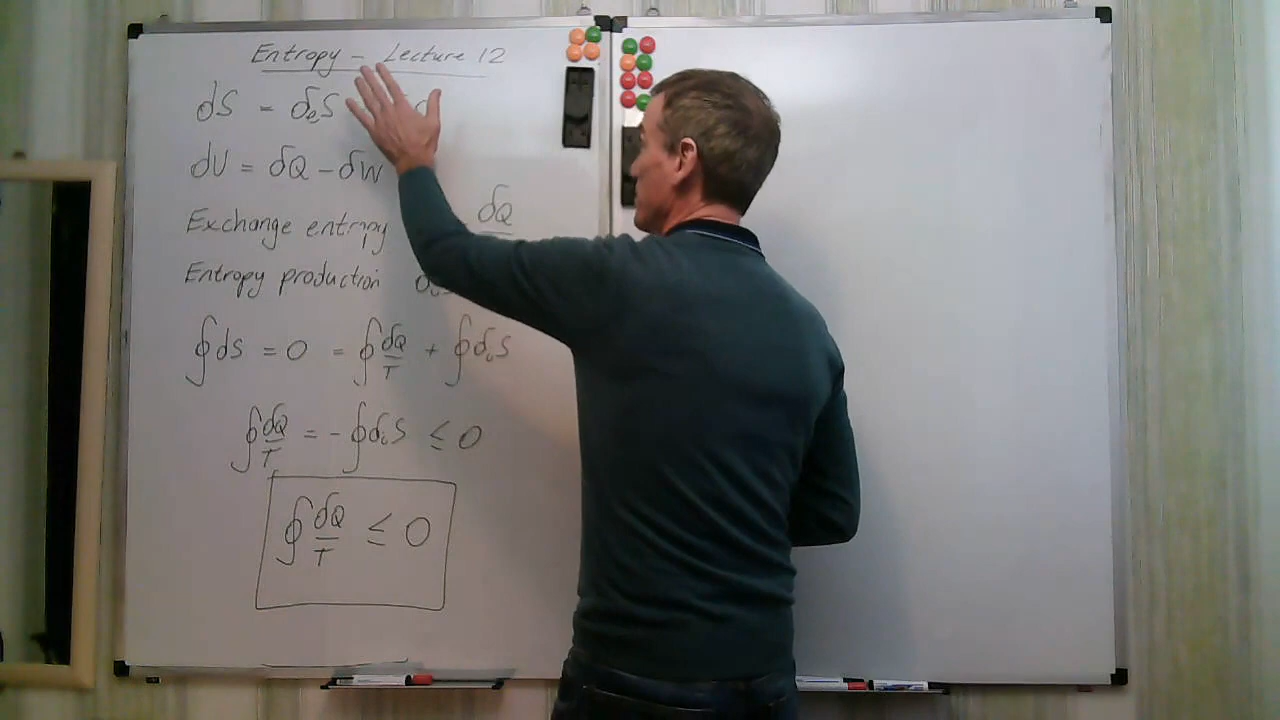 Entropy - Lecture 12
dS = δₑS
dU = δQ - δW
Exchange entropy δQ
Entropy production
∮dS = 0 = ∮δQ/T + ∮δᵢS
∮δQ/T = -∮δᵢS ≤ 0
∮δQ/T ≤ 0